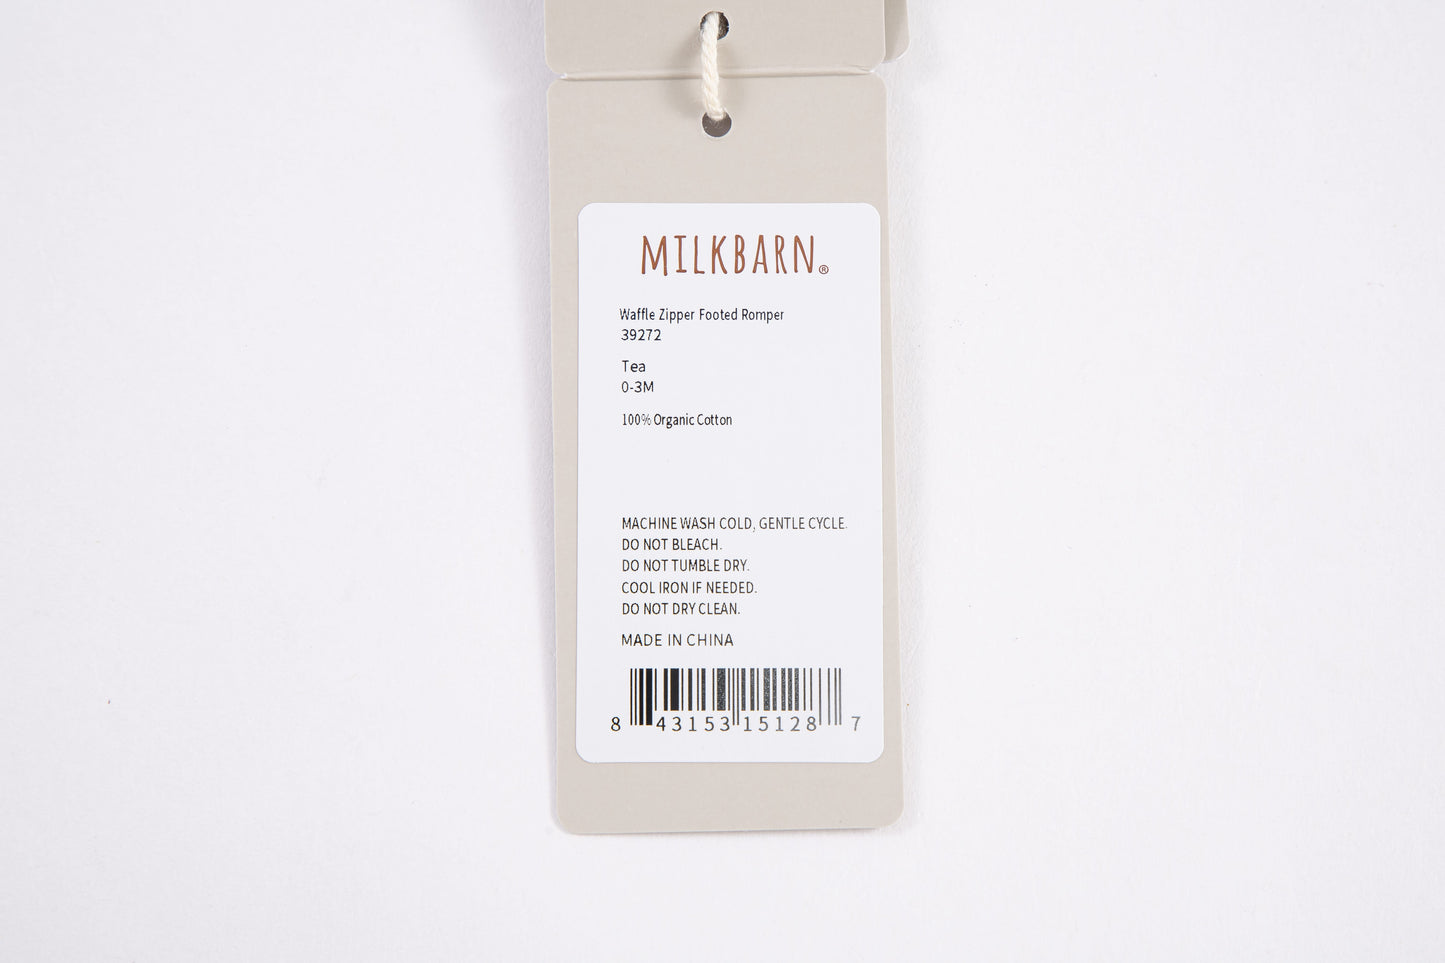 MILKBARN®
Waffle Zipper Footed Romper
39272
Tea
0-3M
100% Organic Cotton
MACHINE WASH COLD, GENTLE CYCLE.
DO NOT BLEACH.
DO NOT TUMBLE DRY.
COOL IRON IF NEEDED.
DO NOT DRY CLEAN.
MADE IN CHINA
8 43153 15128 7